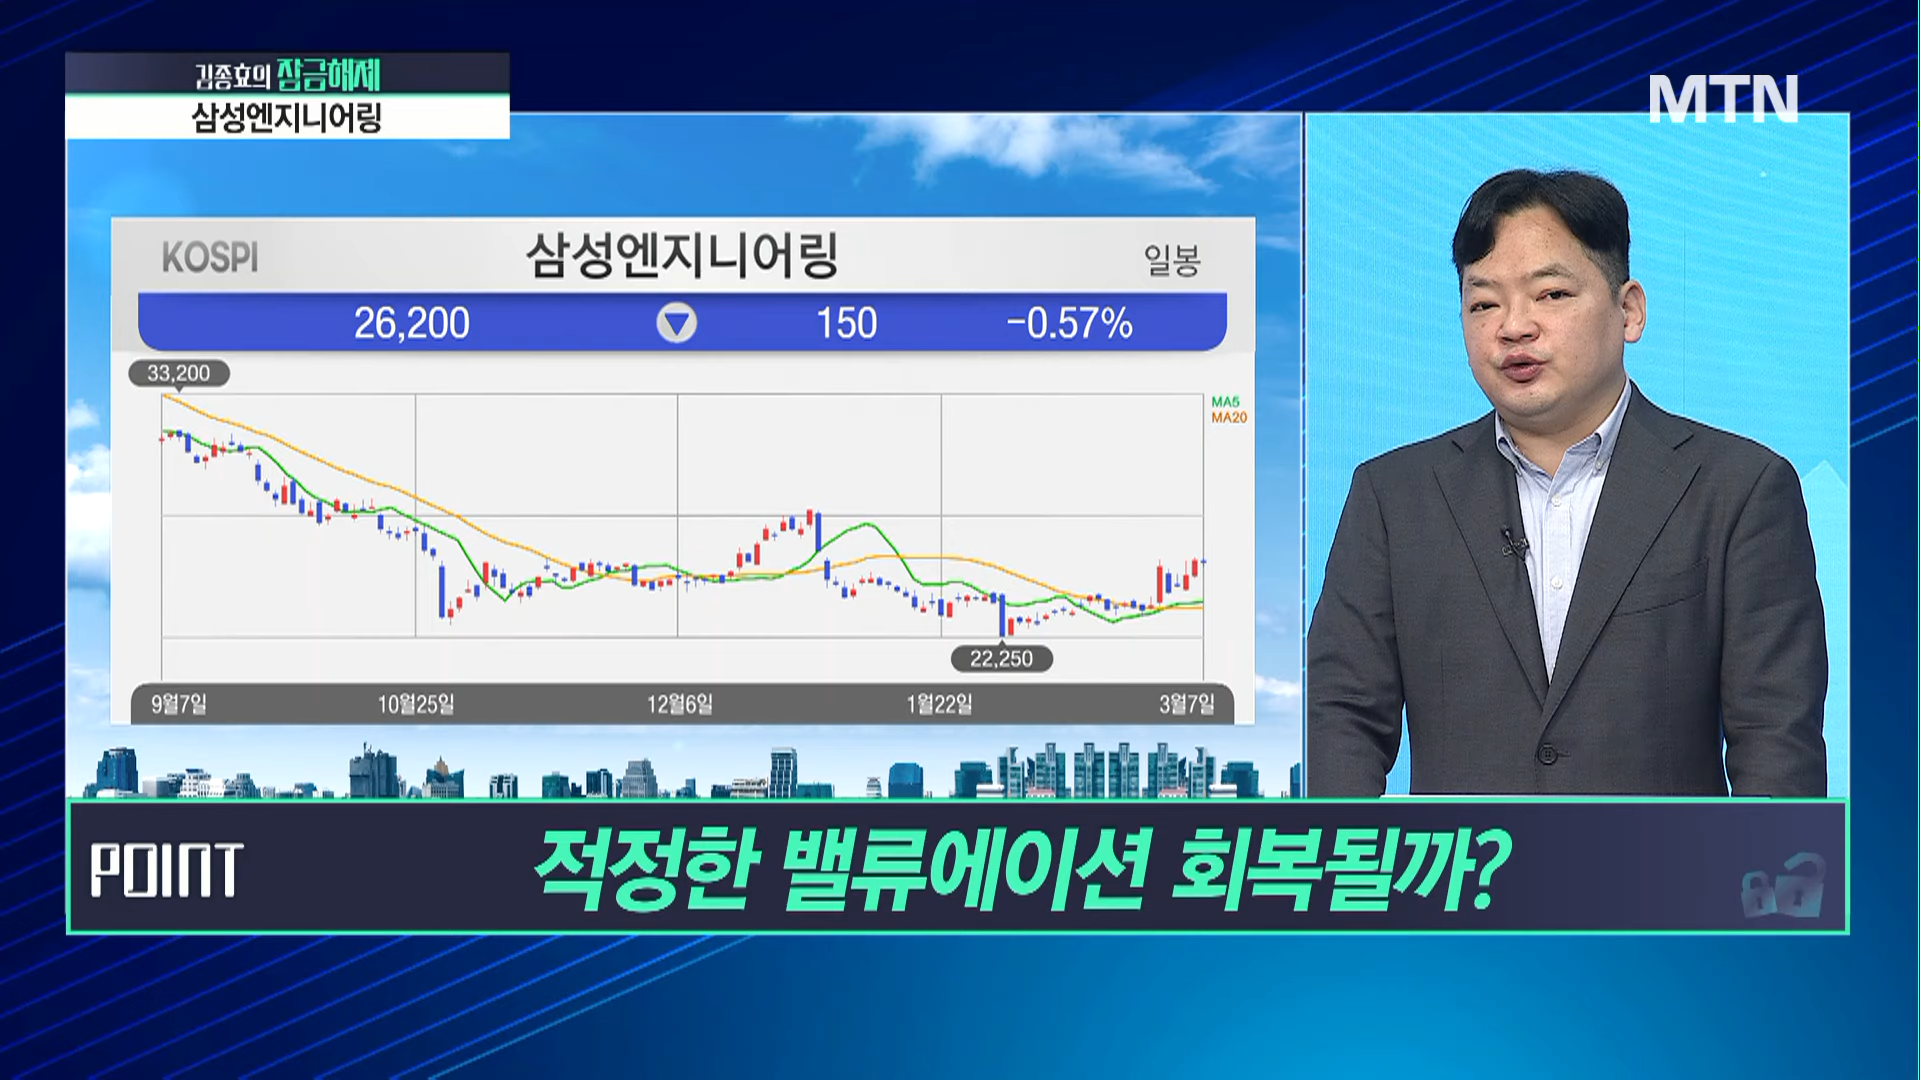 김종효의 잠금해제
삼성엔지니어링
MTN
KOSPI 삼성엔지니어링 일봉
26,200 ▼ 150 -0.57%
33,200
MA5
MA20
22,250
9월7일 10월25일 12월6일 1월22일 3월7일
POINT 적정한 밸류에이션 회복될까?